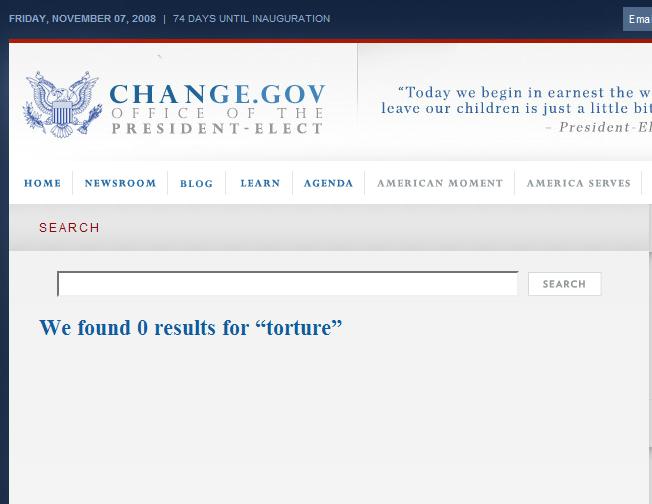 FRIDAY, NOVEMBER 07, 2008 | 74 DAYS UNTIL INAUGURATION
Ema
CHANGE.GOV
OFFICE OF THE
PRESIDENT-ELECT
“Today we begin in earnest the w
leave our children is just a little bit
– President-El
HOME NEWSROOM BLOG LEARN AGENDA AMERICAN MOMENT AMERICA SERVES
SEARCH
SEARCH
We found 0 results for “torture”